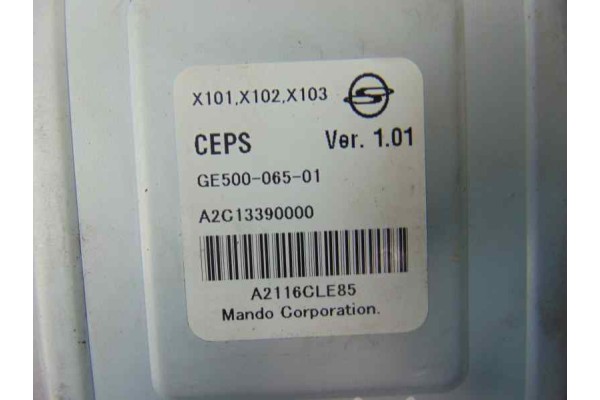 X101,X102,X103
CEPS Ver. 1.01
GE500-065-01
A2C13390000
A2116CLE85
Mando Corporation.